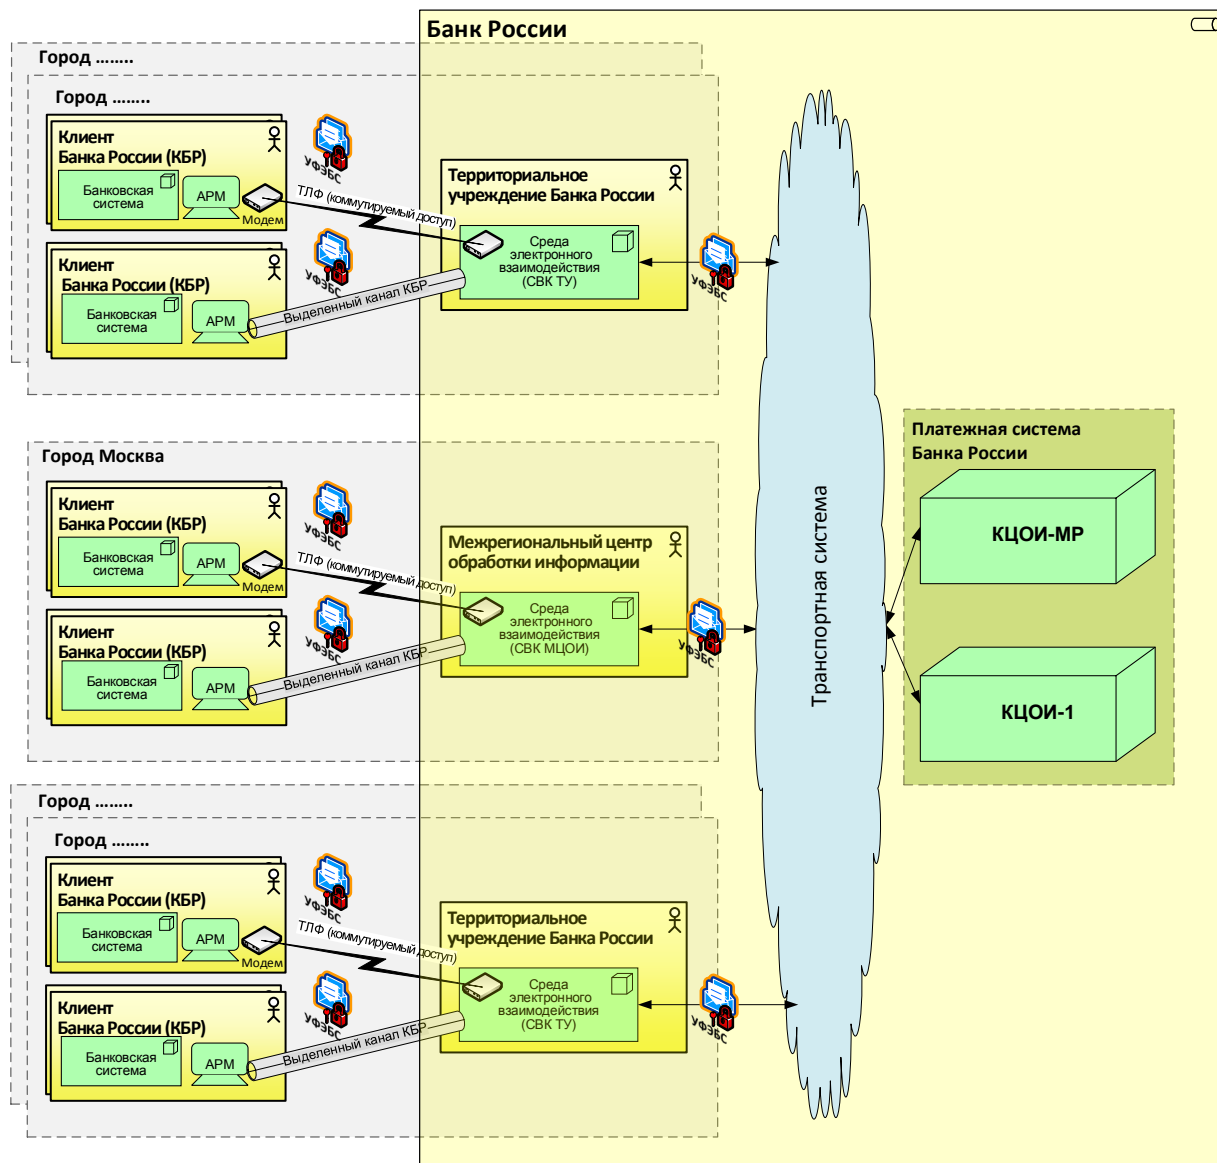 Банк России
Город ........
Город ........
Клиент
Банка России (КБР)
Банковская
система
АРМ
Модем
УФЭБС
ТЛФ (коммутируемый доступ)
Клиент
Банка России (КБР)
Банковская
система
АРМ
УФЭБС
Выделенный канал КБР
Территориальное
учреждение Банка России
Среда
электронного
взаимодействия
(СВК ТУ)
УФЭБС
Город Москва
Клиент
Банка России (КБР)
Банковская
система
АРМ
Модем
УФЭБС
ТЛФ (коммутируемый доступ)
Клиент
Банка России (КБР)
Банковская
система
АРМ
УФЭБС
Выделенный канал КБР
Межрегиональный центр
обработки информации
Среда
электронного
взаимодействия
(СВК МЦОИ)
УФЭБС
Транспортная система
Платежная система
Банка России
КЦОИ-МР
КЦОИ-1
Город ........
Город ........
Клиент
Банка России (КБР)
Банковская
система
АРМ
Модем
УФЭБС
ТЛФ (коммутируемый доступ)
Клиент
Банка России (КБР)
Банковская
система
АРМ
УФЭБС
Выделенный канал КБР
Территориальное
учреждение Банка России
Среда
электронного
взаимодействия
(СВК ТУ)
УФЭБС